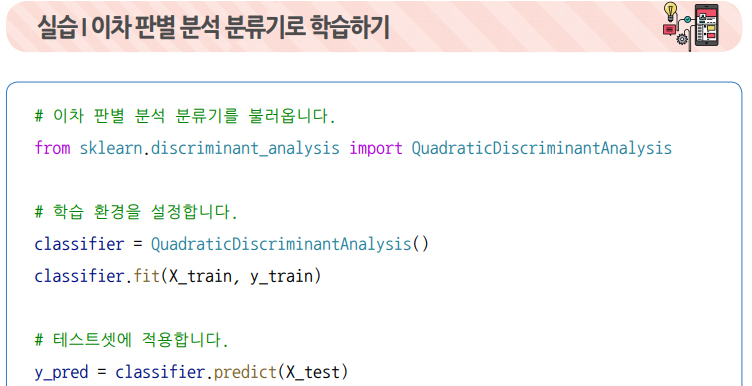 실습 I 이차 판별 분석 분류기로 학습하기
# 이차 판별 분석 분류기를 불러옵니다.
from sklearn.discriminant_analysis import QuadraticDiscriminantAnalysis
# 학습 환경을 설정합니다.
classifier = QuadraticDiscriminantAnalysis()
classifier.fit(X_train, y_train)
# 테스트셋에 적용합니다.
y_pred = classifier.predict(X_test)